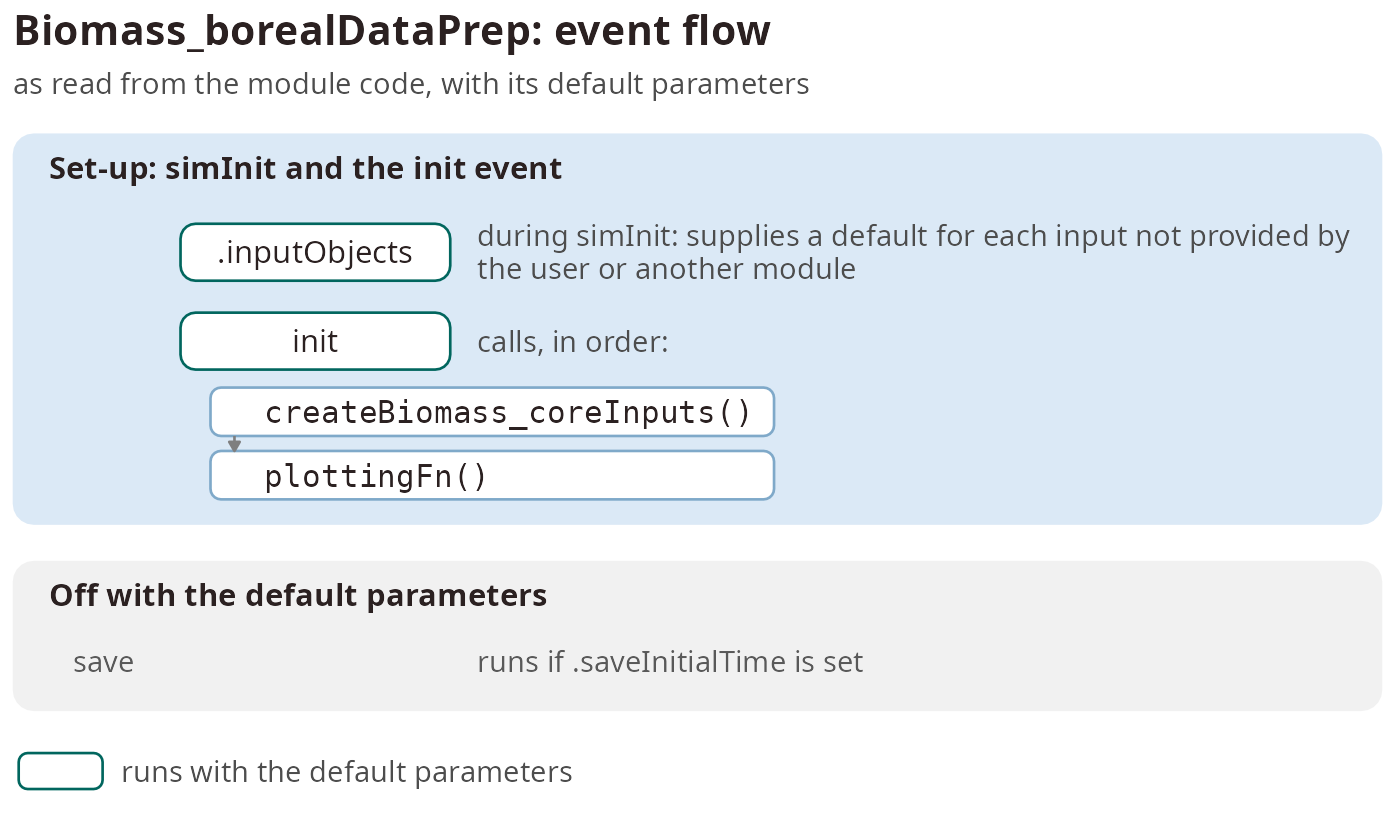 Biomass_borealDataPrep: event flow
as read from the module code, with its default parameters
Set-up: simInit and the init event
.inputObjects
during simInit: supplies a default for each input not provided by
the user or another module
init
calls, in order:
createBiomass_coreInputs()
plottingFn()
Off with the default parameters
save
runs if .saveInitialTime is set
runs with the default parameters